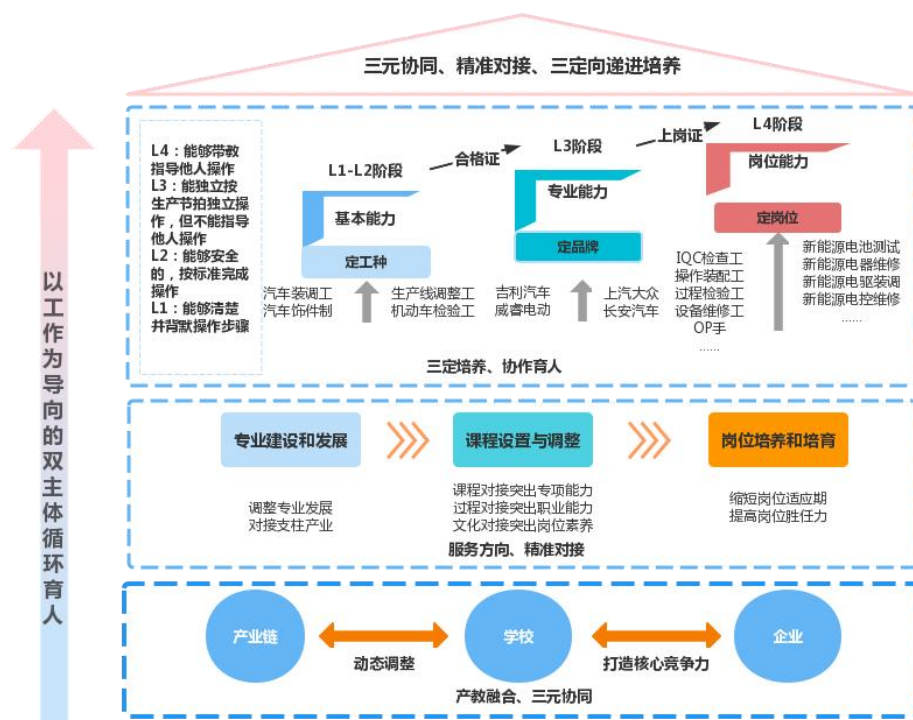 三元协同、精准对接、三定向递进培养
以工作为导向的双主体循环育人
L4：能够带教
指导他人操作
L3：能独立按
生产节拍独立操
作，但不能指导
他人操作
L2：能够安全
的，按标准完成
操作
L1：能够清楚
并背默操作步骤
L1-L2阶段
合格证
L3阶段
上岗证
L4阶段
基本能力
专业能力
岗位能力
定工种
定品牌
定岗位
汽车装调工
汽车饰件制
生产线调整工
机动车检验工
吉利汽车
威睿电动
上汽大众
长安汽车
IQC检查工
操作装配工
过程检验工
设备维修工
OP手
......
新能源电池测试
新能源电器维修
新能源电驱装调
新能源电控维修
......
三定培养、协作育人
专业建设和发展
课程设置与调整
岗位培养和培育
调整专业发展
对接支柱产业
课程对接突出专项能力
过程对接突出职业能力
文化对接突出岗位素养
缩短岗位适应期
提高岗位胜任力
服务方向、精准对接
产业链
动态调整
学校
打造核心竞争力
企业
产教融合、三元协同